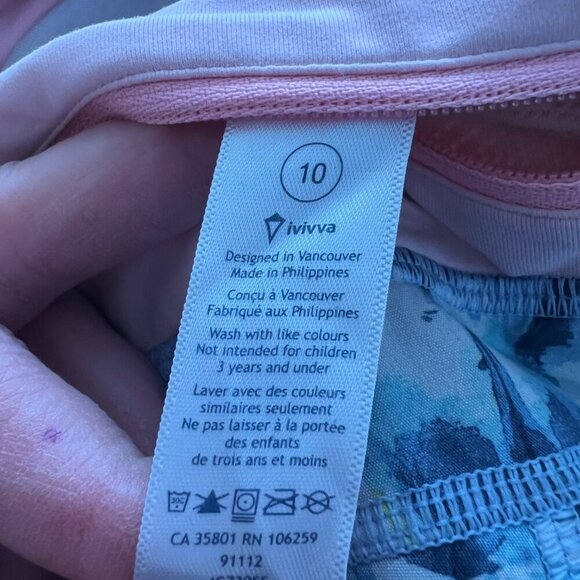 10
ivivva
Designed in Vancouver
Made in Philippines
Conçu à Vancouver
Fabriqué aux Philippines
Wash with like colours
Not intended for children
3 years and under
Laver avec des couleurs
similaires seulement
Ne pas laisser à la portée
des enfants
de trois ans et moins
30C
CA 35801 RN 106259
91112